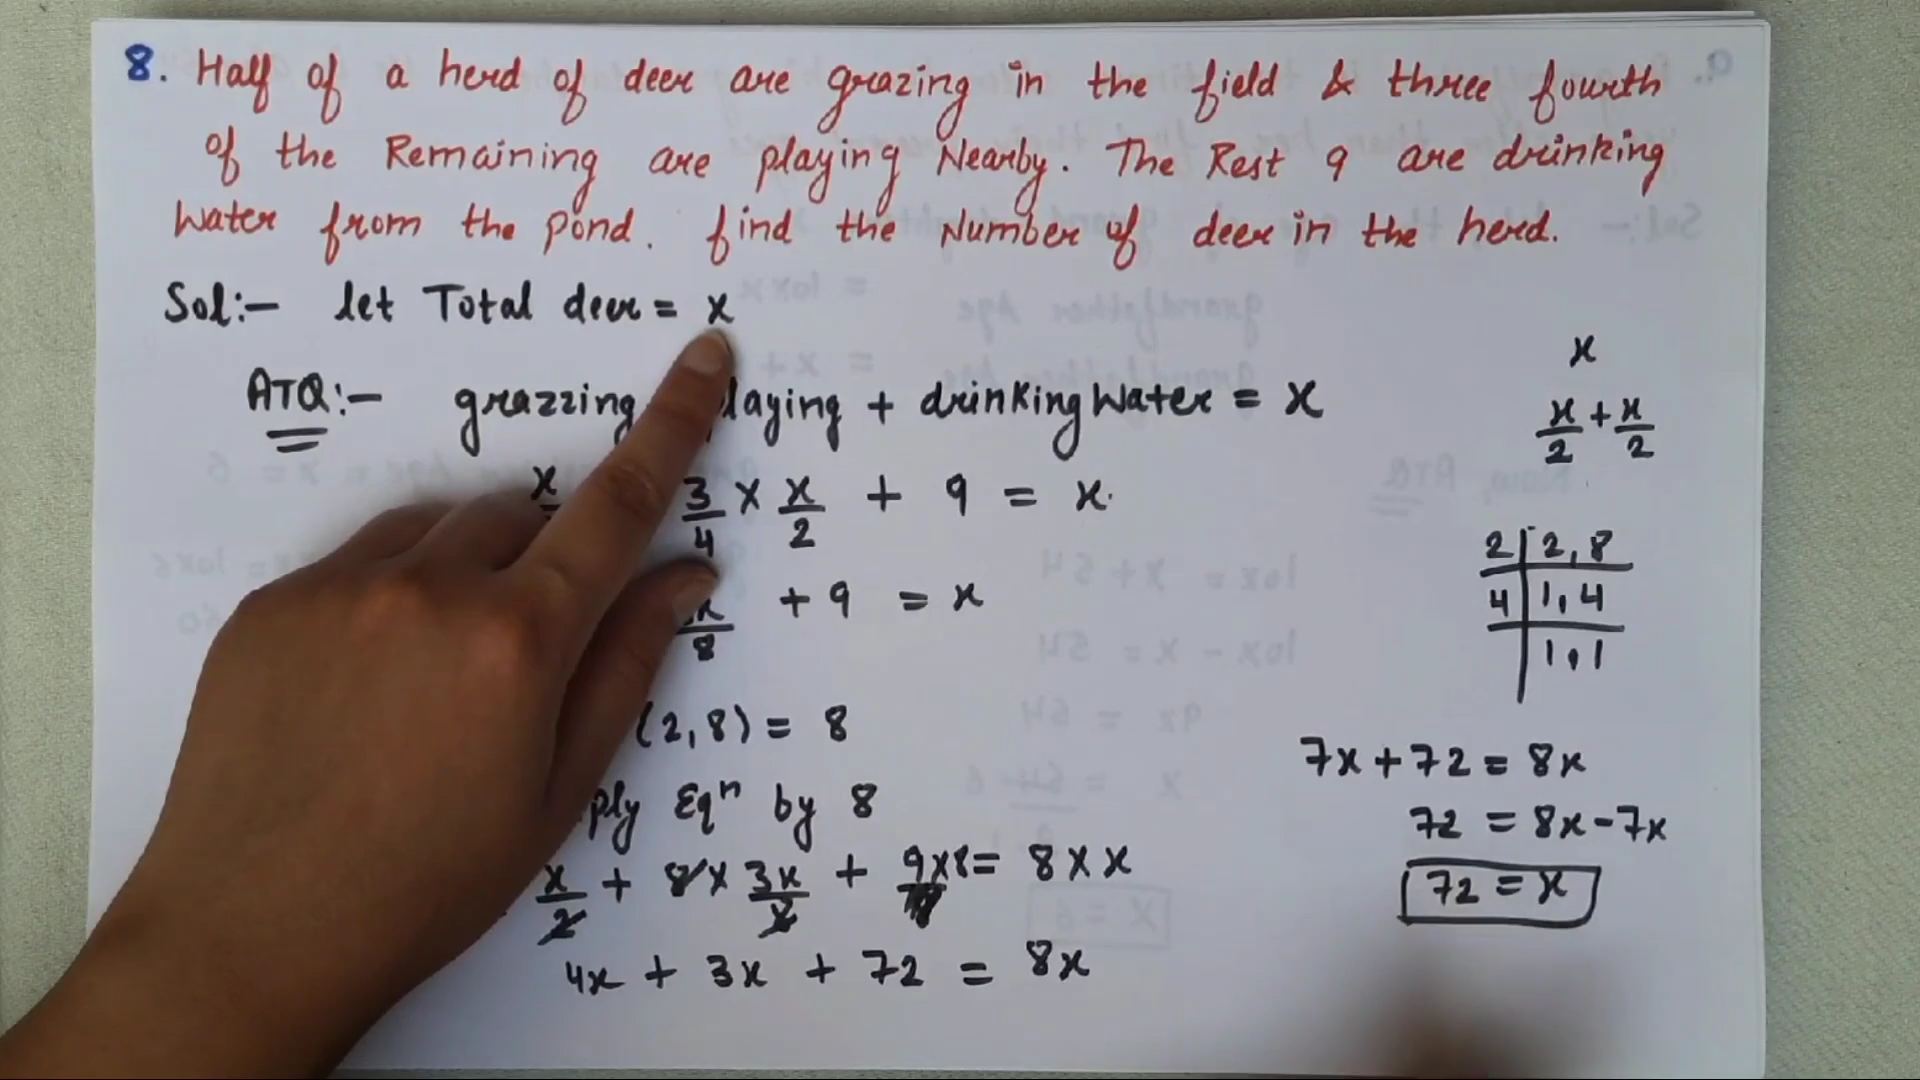 8. Half of a herd of deer are grazing in the field & three fourth
of the Remaining are playing Nearby. The Rest 9 are drinking
Water from the pond. find the Number of deer in the herd.
Sol:- let Total deer = x
ATQ:- grazzing playing + drinking Water = x
x 3/4 × x/2 + 9 = x
8 + 9 = x
(2,8) = 8
ply Eqⁿ by 8
x/2 + 8 × 3x/8 + 9×8 = 8 × x
4x + 3x + 72 = 8x
x
x/2 + x/2
2 | 2, 8
4 | 1, 4
1, 1
7x + 72 = 8x
72 = 8x - 7x
72 = x